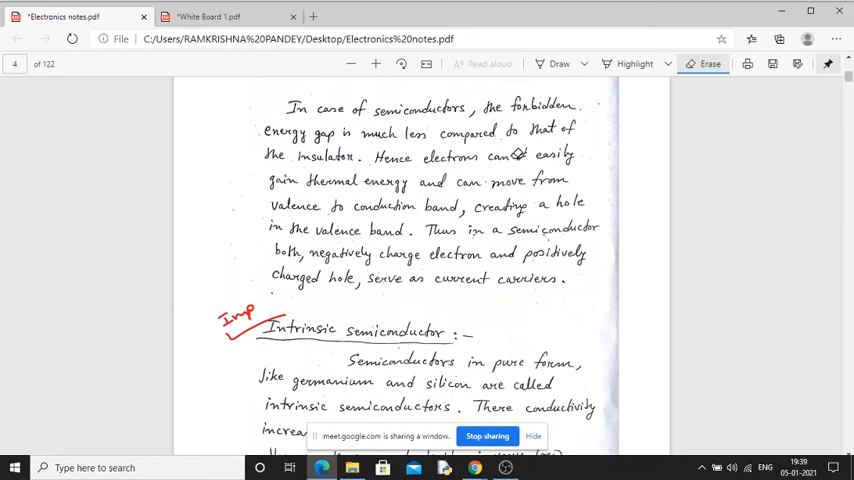 *Electronics notes.pdf
*White Board 1.pdf
File
C:/Users/RAMKRISHNA%20PANDEY/Desktop/Electronics%20notes.pdf
4
of 122
Read aloud
Draw
Highlight
Erase
In case of semiconductors, the forbidden
energy gap is much less compared to that of
the insulator. Hence electrons can easily
gain thermal energy and can move from
valence to conduction band, creating a hole
in the valence band. Thus in a semiconductor
both, negatively charge electron and positively
charged hole, serve as current carriers.
Imp
Intrinsic semiconductor :-
Semiconductors in pure form,
like germanium and silicon are called
intrinsic semiconductors. There conductivity
meet.google.com is sharing a window.
Stop sharing
Hide
Type here to search
ENG
19:39
05-01-2021